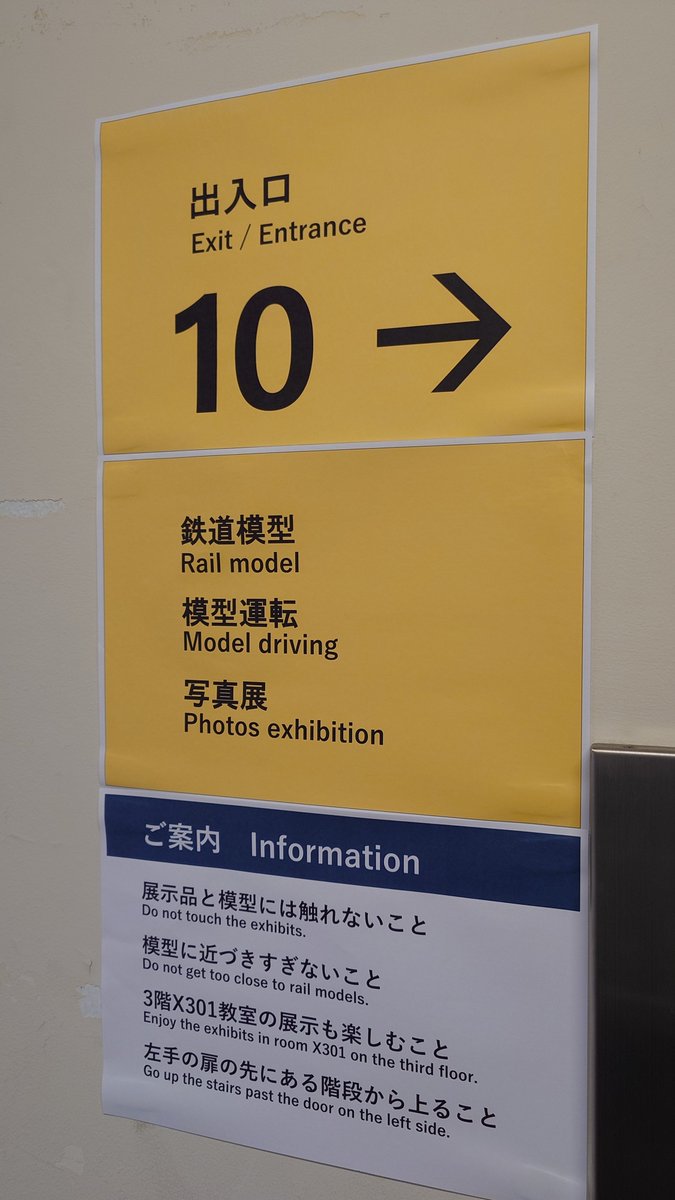 出入口
Exit / Entrance
10 →
鉄道模型
Rail model
模型運転
Model driving
写真展
Photos exhibition
ご案内 Information
展示品と模型には触れないこと
Do not touch the exhibits.
模型に近づきすぎないこと
Do not get too close to rail models.
3階X301教室の展示も楽しむこと
Enjoy the exhibits in room X301 on the third floor.
左手の扉の先にある階段から上ること
Go up the stairs past the door on the left side.